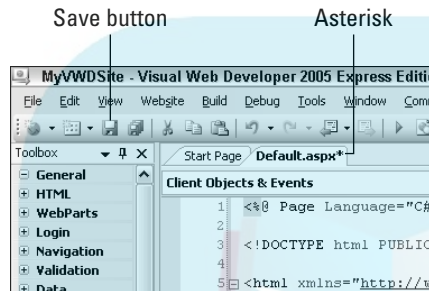 Save button Asterisk
MyVWDSite - Visual Web Developer 2005 Express
File Edit View Website Build Debug Tools Window
Toolbox
Start Page Default.aspx*
General
Client Objects & Events
HTML
1 <%@ Page Language="C#
WebParts
2
Login
3 <!DOCTYPE html PUBLIC
Navigation
4
Validation
5 <html xmlns="http://w
Data